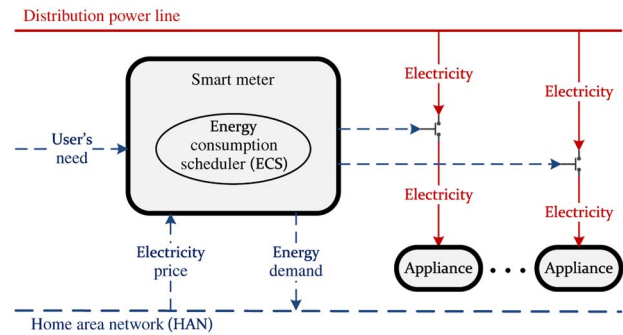 Distribution power line
Smart meter
Energy
consumption
scheduler (ECS)
User's
need
Electricity
Electricity
Electricity
Electricity
Appliance
Appliance
Electricity
price
Energy
demand
Home area network (HAN)